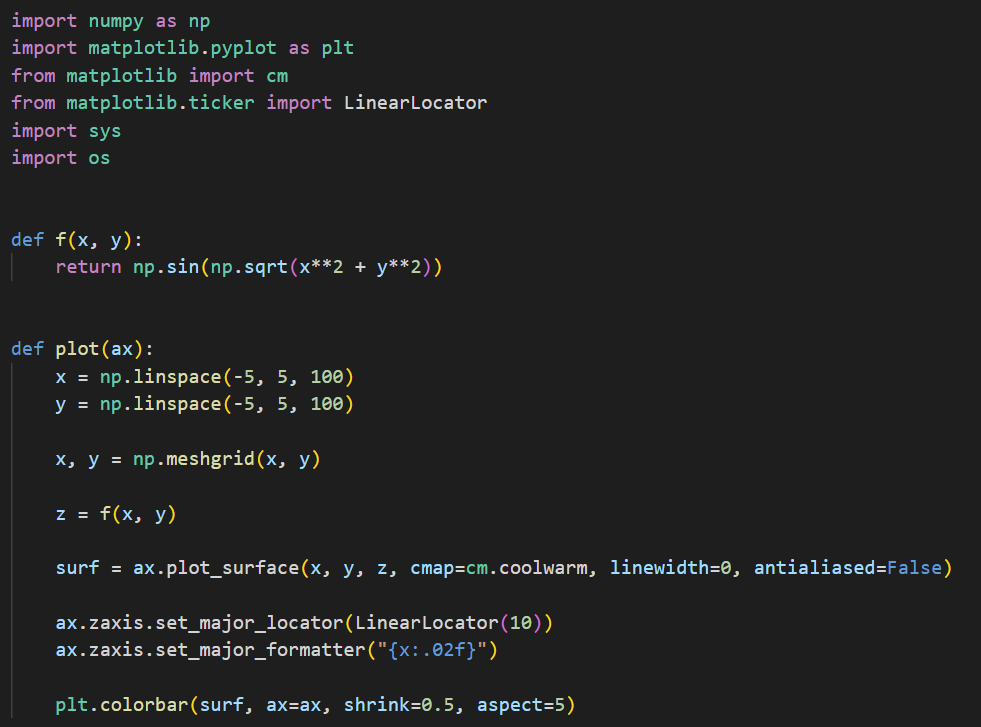 import numpy as np
import matplotlib.pyplot as plt
from matplotlib import cm
from matplotlib.ticker import LinearLocator
import sys
import os
def f(x, y):
    return np.sin(np.sqrt(x**2 + y**2))
def plot(ax):
    x = np.linspace(-5, 5, 100)
    y = np.linspace(-5, 5, 100)
    x, y = np.meshgrid(x, y)
    z = f(x, y)
    surf = ax.plot_surface(x, y, z, cmap=cm.coolwarm, linewidth=0, antialiased=False)
    ax.zaxis.set_major_locator(LinearLocator(10))
    ax.zaxis.set_major_formatter("{x:.02f}")
    plt.colorbar(surf, ax=ax, shrink=0.5, aspect=5)